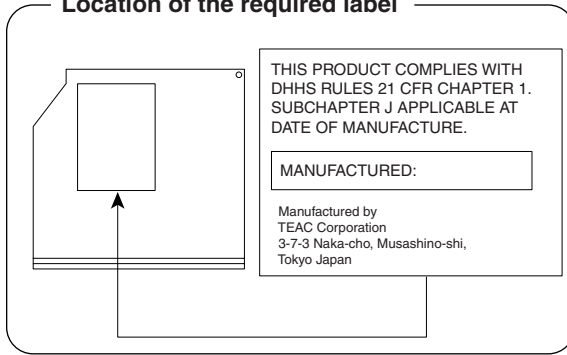 Location of the required label
THIS PRODUCT COMPLIES WITH
DHHS RULES 21 CFR CHAPTER 1.
SUBCHAPTER J APPLICABLE AT
DATE OF MANUFACTURE.
MANUFACTURED:
Manufactured by
TEAC Corporation
3-7-3 Naka-cho, Musashino-shi,
Tokyo Japan